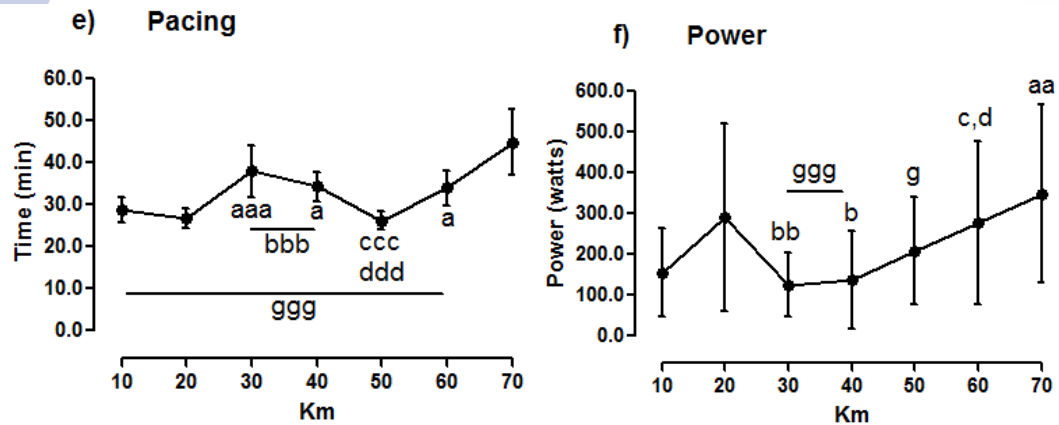 e) Pacing
Time (min)
60.0
50.0
40.0
30.0
20.0
10.0
0.0
aaa
a
a
bbb
ccc
ddd
ggg
10 20 30 40 50 60 70
Km
f) Power
Power (watts)
600.0
500.0
400.0
300.0
200.0
100.0
0.0
aa
c,d
ggg
g
b
bb
10 20 30 40 50 60 70
Km